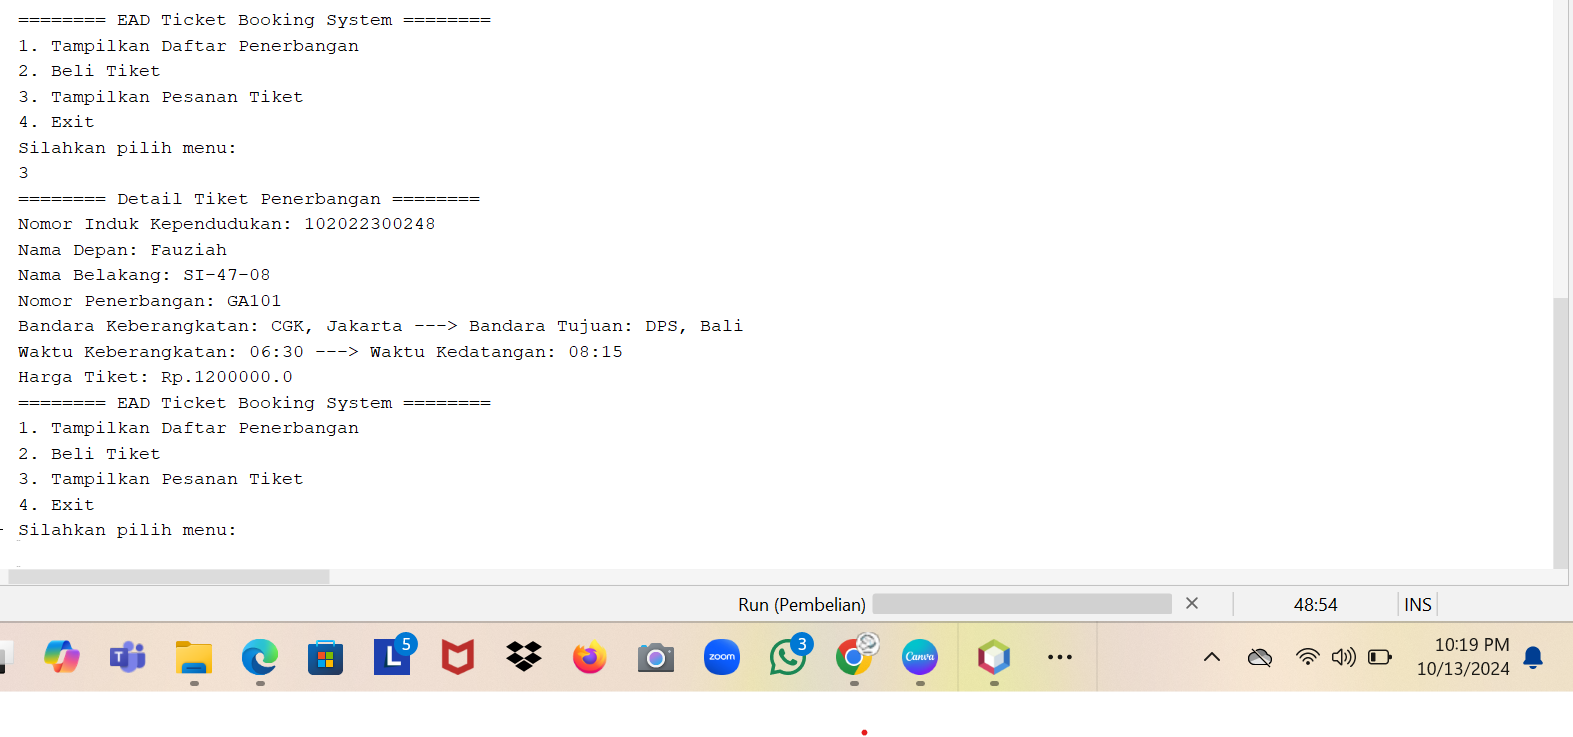 ======== EAD Ticket Booking System ========
1. Tampilkan Daftar Penerbangan
2. Beli Tiket
3. Tampilkan Pesanan Tiket
4. Exit
Silahkan pilih menu:
3
======== Detail Tiket Penerbangan ========
Nomor Induk Kependudukan: 102022300248
Nama Depan: Fauziah
Nama Belakang: SI-47-08
Nomor Penerbangan: GA101
Bandara Keberangkatan: CGK, Jakarta ---> Bandara Tujuan: DPS, Bali
Waktu Keberangkatan: 06:30 ---> Waktu Kedatangan: 08:15
Harga Tiket: Rp.1200000.0
======== EAD Ticket Booking System ========
1. Tampilkan Daftar Penerbangan
2. Beli Tiket
3. Tampilkan Pesanan Tiket
4. Exit
Silahkan pilih menu:
Run (Pembelian) 48:54 INS
T L 5 zoom 3 Canva
10:19 PM
10/13/2024